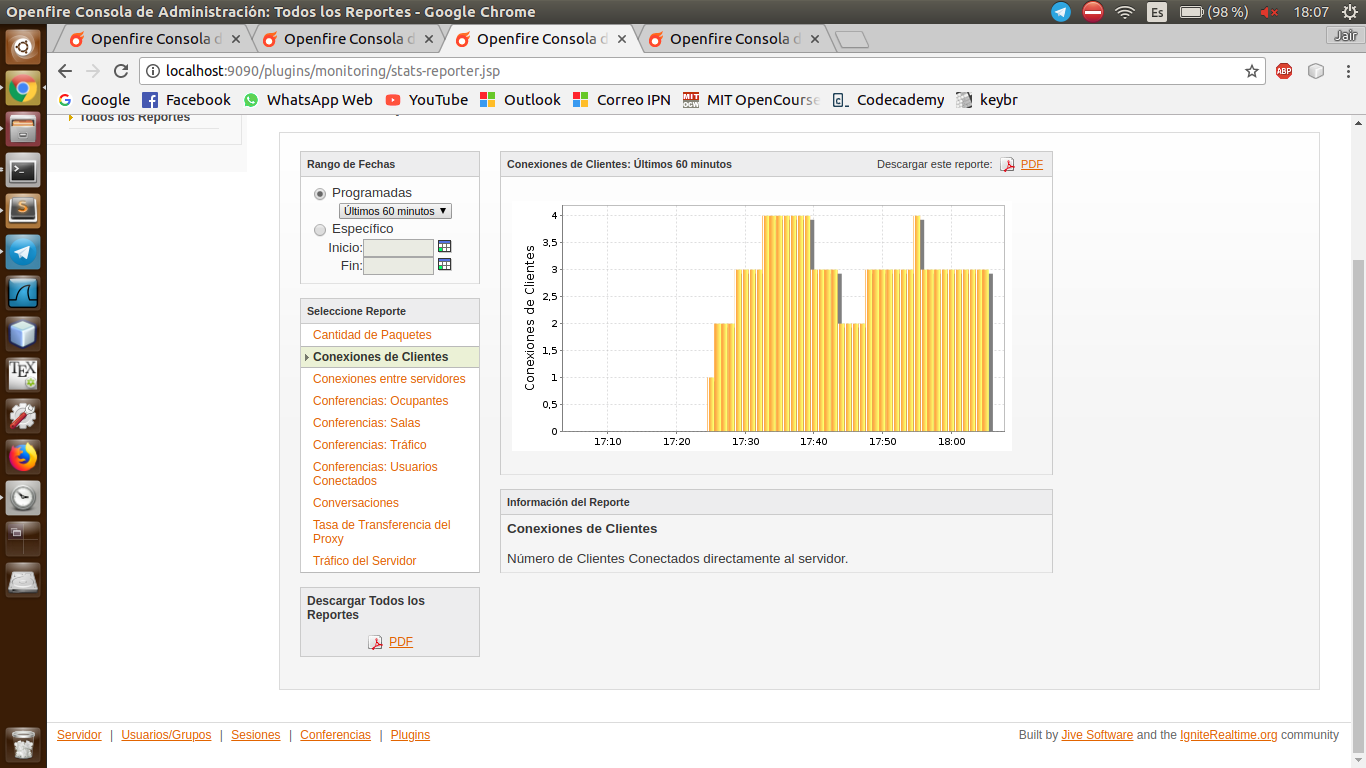 Openfire Consola de Administración: Todos los Reportes - Google Chrome
Es (98 %) 18:07
Openfire Consola d Openfire Consola d Openfire Consola d Openfire Consola d
Jaír
localhost:9090/plugins/monitoring/stats-reporter.jsp
ABP
Google Facebook WhatsApp Web YouTube Outlook Correo IPN MIT OpenCourse Codecademy keybr
Todos los Reportes
Rango de Fechas
Programadas
Últimos 60 minutos
Específico
Inicio:
Fin:
Seleccione Reporte
Cantidad de Paquetes
Conexiones de Clientes
Conexiones entre servidores
Conferencias: Ocupantes
Conferencias: Salas
Conferencias: Tráfico
Conferencias: Usuarios
Conectados
Conversaciones
Tasa de Transferencia del
Proxy
Tráfico del Servidor
Descargar Todos los
Reportes
PDF
Conexiones de Clientes: Últimos 60 minutos
Descargar este reporte: PDF
Conexiones de Clientes
4
3,5
3
2,5
2
1,5
1
0,5
0
17:10 17:20 17:30 17:40 17:50 18:00
Información del Reporte
Conexiones de Clientes
Número de Clientes Conectados directamente al servidor.
Servidor | Usuarios/Grupos | Sesiones | Conferencias | Plugins
Built by Jive Software and the IgniteRealtime.org community